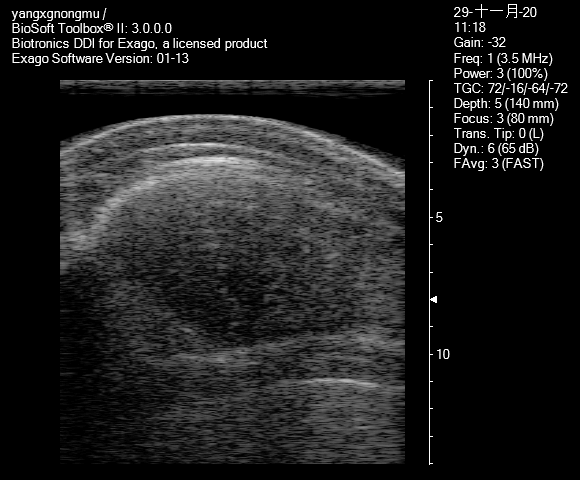 yangxgnongmu /
BioSoft Toolbox® II: 3.0.0.0
Biotronics DDI for Exago, a licensed product
Exago Software Version: 01-13
29-十一月-20
11:18
Gain: -32
Freq: 1 (3.5 MHz)
Power: 3 (100%)
TGC: 72/-16/-64/-72
Depth: 5 (140 mm)
Focus: 3 (80 mm)
Trans. Tip: 0 (L)
Dyn.: 6 (65 dB)
FAvg: 3 (FAST)
5
10